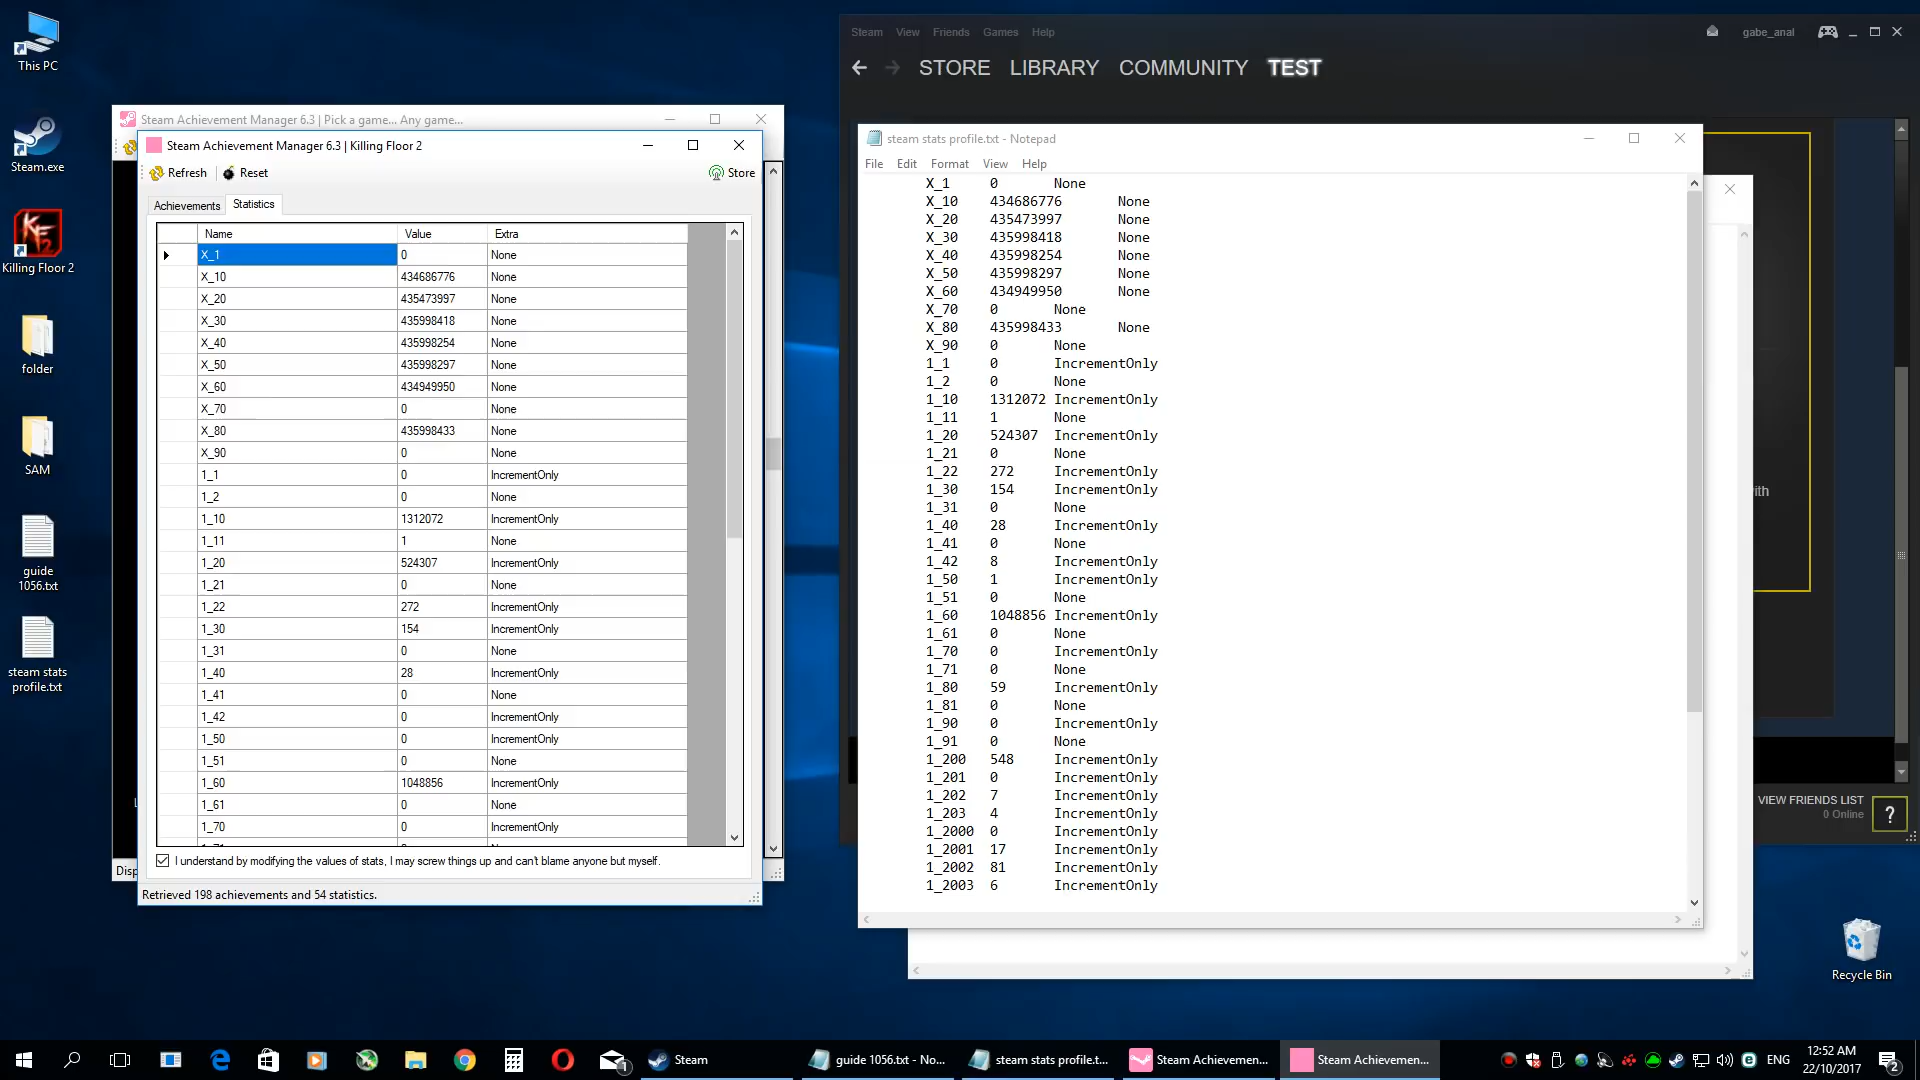 This PC
Steam.exe
Killing Floor 2
folder
SAM
guide
1056.txt
steam stats
profile.txt
Steam Achievement Manager 6.3 | Pick a game... Any game...
Steam Achievement Manager 6.3 | Killing Floor 2
Refresh Reset Store
Achievements Statistics
Name Value Extra
X_1 0 None
X_10 434686776 None
X_20 435473997 None
X_30 435998418 None
X_40 435998254 None
X_50 435998297 None
X_60 434949950 None
X_70 0 None
X_80 435998433 None
X_90 0 None
1_1 0 IncrementOnly
1_2 0 None
1_10 1312072 IncrementOnly
1_11 1 None
1_20 524307 IncrementOnly
1_21 0 None
1_22 272 IncrementOnly
1_30 154 IncrementOnly
1_31 0 None
1_40 28 IncrementOnly
1_41 0 None
1_42 0 IncrementOnly
1_50 0 IncrementOnly
1_51 0 None
1_60 1048856 IncrementOnly
1_61 0 None
1_70 0 IncrementOnly
I understand by modifying the values of stats, I may screw things up and can't blame anyone but myself.
Disp
Retrieved 198 achievements and 54 statistics.
Steam View Friends Games Help
gabe_anal
STORE LIBRARY COMMUNITY TEST
steam stats profile.txt - Notepad
File Edit Format View Help
X_1 0 None
X_10 434686776 None
X_20 435473997 None
X_30 435998418 None
X_40 435998254 None
X_50 435998297 None
X_60 434949950 None
X_70 0 None
X_80 435998433 None
X_90 0 None
1_1 0 IncrementOnly
1_2 0 None
1_10 1312072 IncrementOnly
1_11 1 None
1_20 524307 IncrementOnly
1_21 0 None
1_22 272 IncrementOnly
1_30 154 IncrementOnly
1_31 0 None
1_40 28 IncrementOnly
1_41 0 None
1_42 8 IncrementOnly
1_50 1 IncrementOnly
1_51 0 None
1_60 1048856 IncrementOnly
1_61 0 None
1_70 0 IncrementOnly
1_71 0 None
1_80 59 IncrementOnly
1_81 0 None
1_90 0 IncrementOnly
1_91 0 None
1_200 548 IncrementOnly
1_201 0 IncrementOnly
1_202 7 IncrementOnly
1_203 4 IncrementOnly
1_2000 0 IncrementOnly
1_2001 17 IncrementOnly
1_2002 81 IncrementOnly
1_2003 6 IncrementOnly
ith
VIEW FRIENDS LIST
0 Online
?
Recycle Bin
1
Steam
guide 1056.txt - No...
steam stats profile.t...
Steam Achievemen...
Steam Achievemen...
ENG
12:52 AM
22/10/2017
2